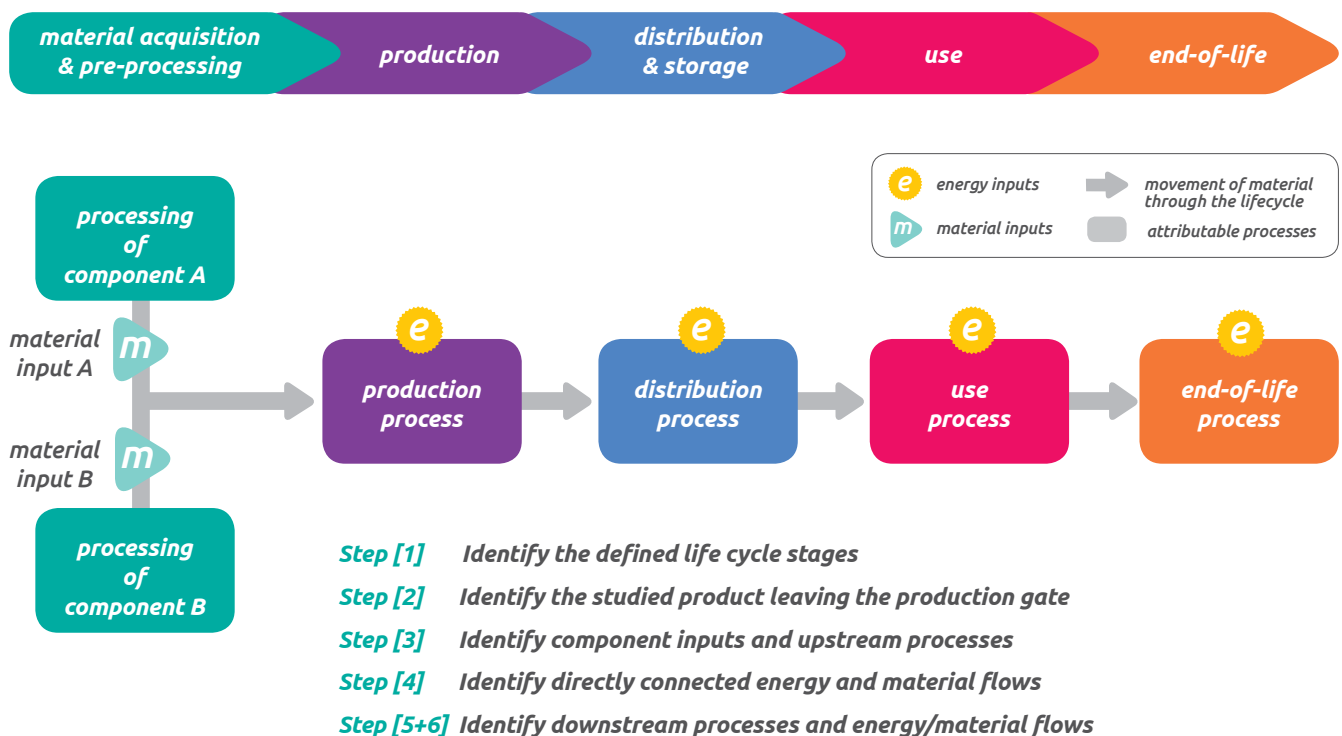 material acquisition
& pre-processing
production
distribution
& storage
use
end-of-life
e
energy inputs
movement of material
through the lifecycle
m
material inputs
attributable processes
processing
of
component A
material
input A
m
material
input B
m
processing
of
component B
e
production
process
e
distribution
process
e
use
process
e
end-of-life
process
Step [1] Identify the defined life cycle stages
Step [2] Identify the studied product leaving the production gate
Step [3] Identify component inputs and upstream processes
Step [4] Identify directly connected energy and material flows
Step [5+6] Identify downstream processes and energy/material flows